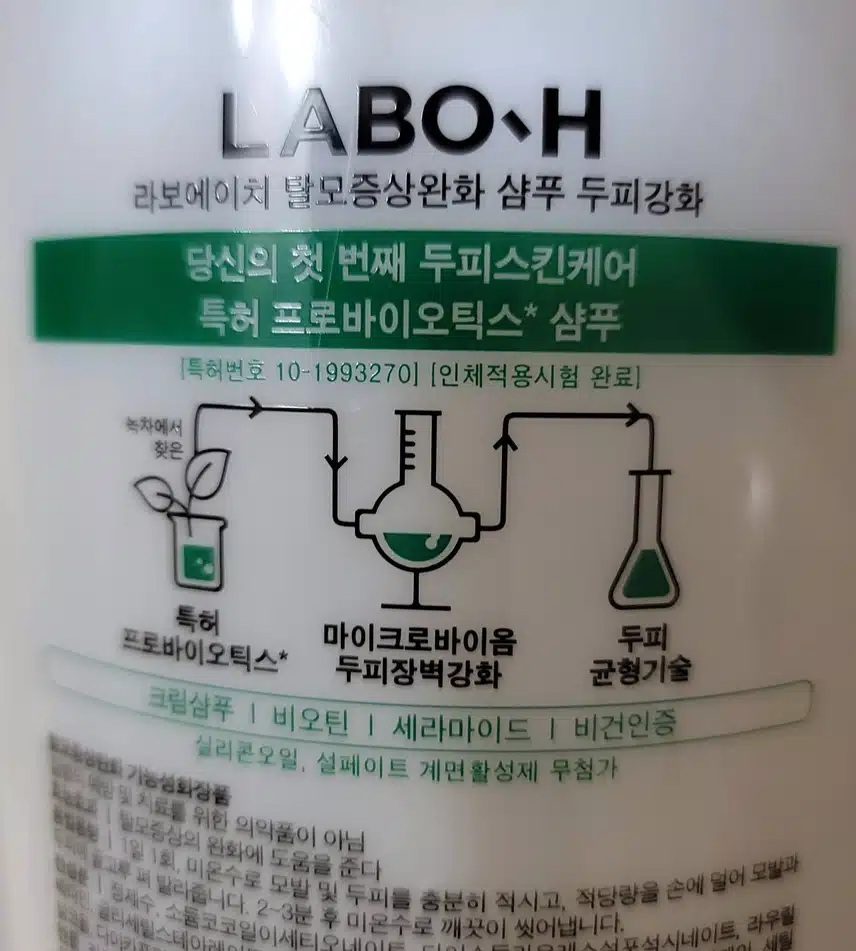 LABO-H
라보에이치 탈모증상완화 샴푸 두피강화
당신의 첫 번째 두피스킨케어
특허 프로바이오틱스* 샴푸
[특허번호 10-1993270] [인체적용시험 완료]
녹차에서
찾은
특허
프로바이오틱스*
마이크로바이옴
두피장벽강화
두피
균형기술
크림샴푸 | 비오틴 | 세라마이드 | 비건인증
실리콘오일, 설페이트 계면활성제 무첨가
기능성화장품
예방 및 치료를 위한 의약품이 아님
| 탈모증상의 완화에 도움을 준다
| 1일 1회, 미온수로 모발 및 두피를 충분히 적시고, 적당량을 손에 덜어 모발과
골고루 펴 발라줍니다. 2~3분 후 미온수로 깨끗이 씻어냅니다.
| 정제수, 소듐코코일이세티오네이트, 라우릴